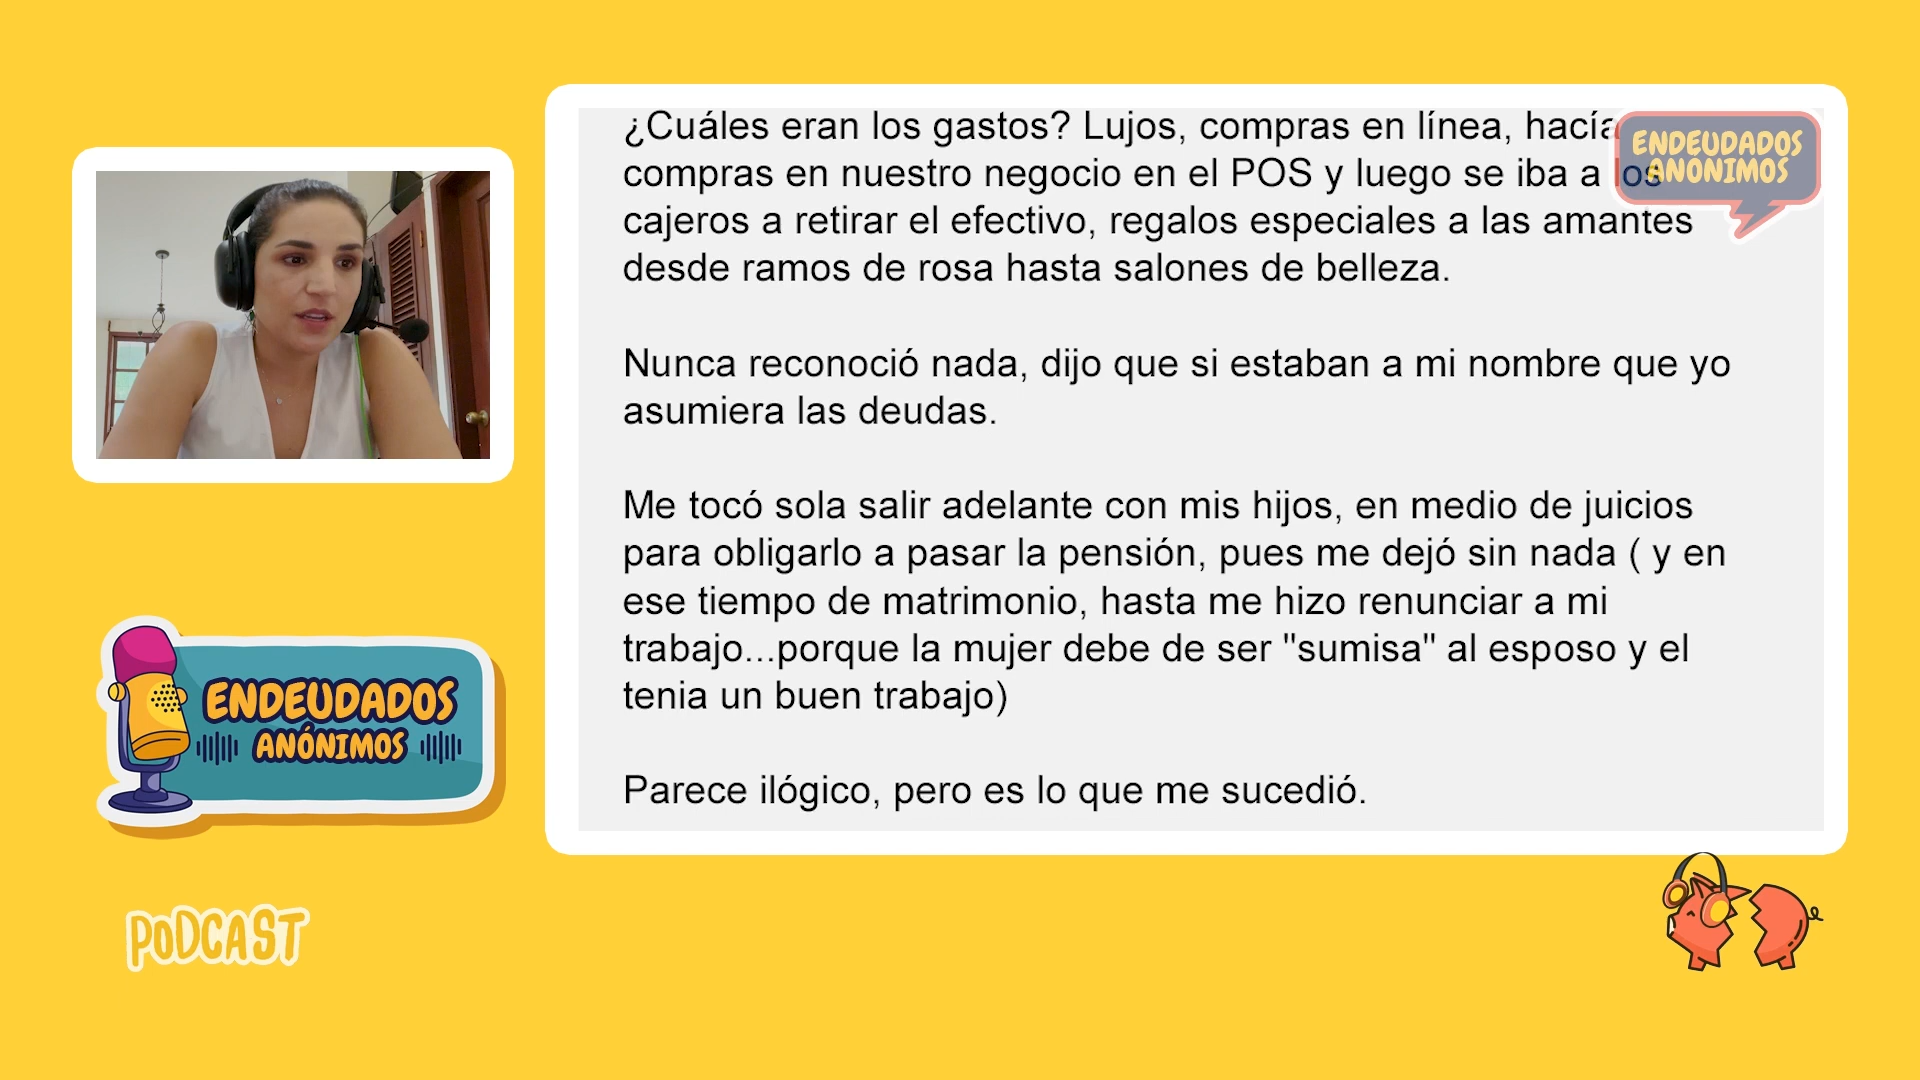 ¿Cuáles eran los gastos? Lujos, compras en línea, hacía
compras en nuestro negocio en el POS y luego se iba a los
cajeros a retirar el efectivo, regalos especiales a las amantes
desde ramos de rosa hasta salones de belleza.
Nunca reconoció nada, dijo que si estaban a mi nombre que yo
asumiera las deudas.
Me tocó sola salir adelante con mis hijos, en medio de juicios
para obligarlo a pasar la pensión, pues me dejó sin nada ( y en
ese tiempo de matrimonio, hasta me hizo renunciar a mi
trabajo...porque la mujer debe de ser "sumisa" al esposo y el
tenia un buen trabajo)
Parece ilógico, pero es lo que me sucedió.
ENDEUDADOS
ANÓNIMOS
ENDEUDADOS
ANÓNIMOS
PODCAST